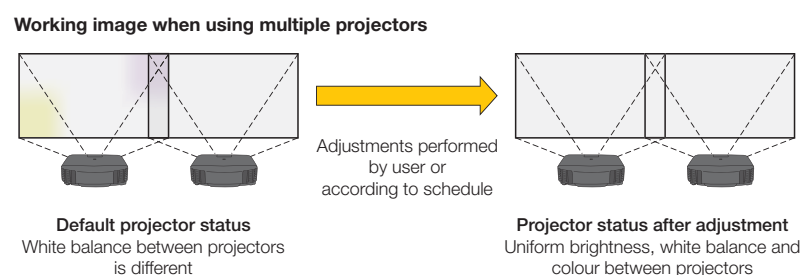 Working image when using multiple projectors
Adjustments performed
by user or
according to schedule
Default projector status
White balance between projectors
is different
Projector status after adjustment
Uniform brightness, white balance and
colour between projectors